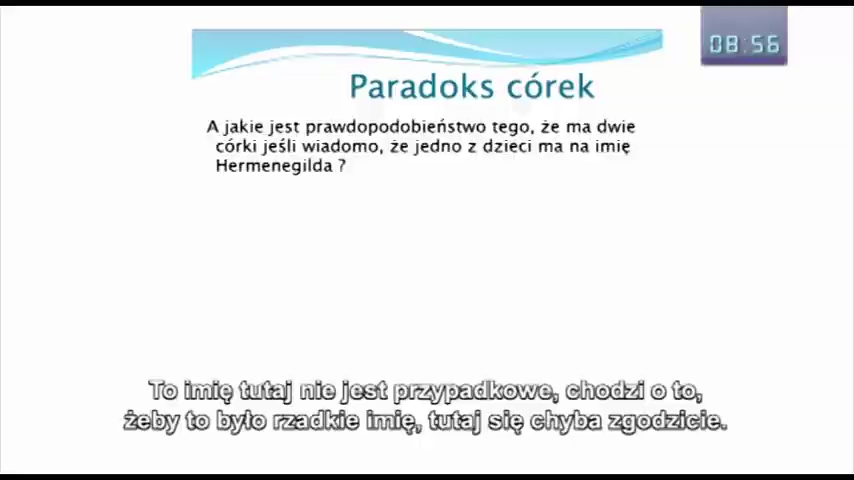 08:56
Paradoks córek
A jakie jest prawdopodobieństwo tego, że ma dwie
córki jeśli wiadomo, że jedno z dzieci ma na imię
Hermenegilda ?
To imię tutaj nie jest przypadkowe, chodzi o to,
żeby to było rzadkie imię, tutaj się chyba zgodzicie.